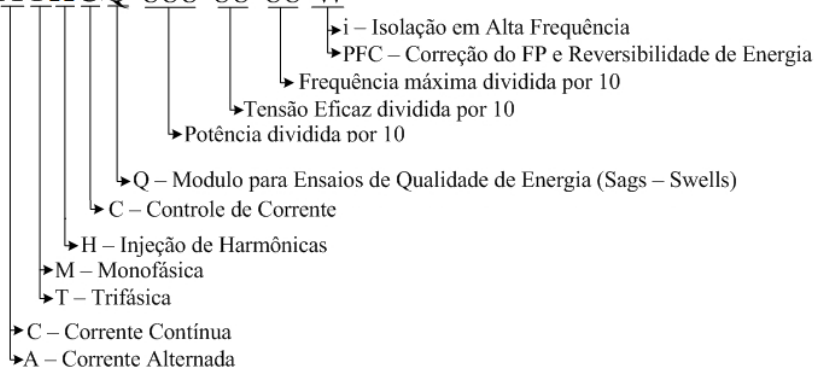 i – Isolação em Alta Frequência
PFC – Correção do FP e Reversibilidade de Energia
Frequência máxima dividida por 10
Tensão Eficaz dividida por 10
Potência dividida por 10
Q – Modulo para Ensaios de Qualidade de Energia (Sags – Swells)
C – Controle de Corrente
H – Injeção de Harmônicas
M – Monofásica
T – Trifásica
C – Corrente Contínua
A – Corrente Alternada